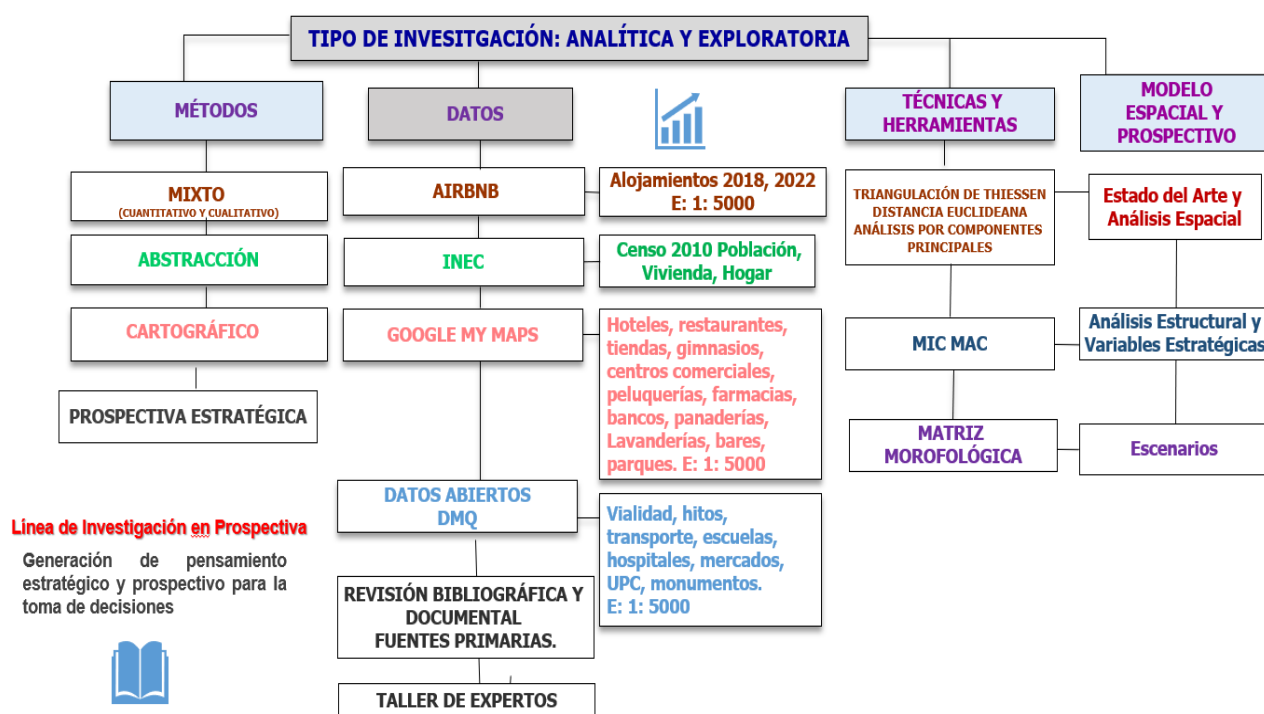 TIPO DE INVESITGACIÓN: ANALÍTICA Y EXPLORATORIA
MÉTODOS
MIXTO
(CUANTITATIVO Y CUALITATIVO)
ABSTRACCIÓN
CARTOGRÁFICO
PROSPECTIVA ESTRATÉGICA
Línea de Investigación en Prospectiva
Generación de pensamiento
estratégico y prospectivo para la
toma de decisiones
DATOS
AIRBNB
Alojamientos 2018, 2022
E: 1: 5000
INEC
Censo 2010 Población,
Vivienda, Hogar
GOOGLE MY MAPS
Hoteles, restaurantes,
tiendas, gimnasios,
centros comerciales,
peluquerías, farmacias,
bancos, panaderías,
Lavanderías, bares,
parques. E: 1: 5000
DATOS ABIERTOS
DMQ
Vialidad, hitos,
transporte, escuelas,
hospitales, mercados,
UPC, monumentos.
E: 1: 5000
REVISIÓN BIBLIOGRÁFICA Y
DOCUMENTAL
FUENTES PRIMARIAS.
TALLER DE EXPERTOS
TÉCNICAS Y
HERRAMIENTAS
TRIANGULACIÓN DE THIESSEN
DISTANCIA EUCLIDEANA
ANÁLISIS POR COMPONENTES
PRINCIPALES
MIC MAC
MATRIZ
MOROFOLÓGICA
MODELO
ESPACIAL Y
PROSPECTIVO
Estado del Arte y
Análisis Espacial
Análisis Estructural y
Variables Estratégicas
Escenarios